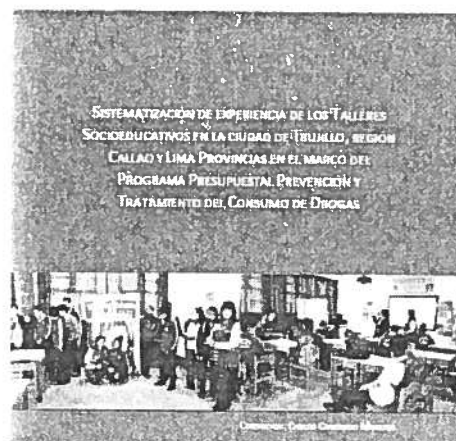 SISTEMATIZACIÓN DE EXPERIENCIA DE LOS TALLERES
SOCIOEDUCATIVOS EN LA CIUDAD DE TRUJILLO, REGIÓN
CALLAO Y LIMA PROVINCIAS EN EL MARCO DEL
PROGRAMA PRESUPUESTAL PREVENCIÓN Y
TRATAMIENTO DEL CONSUMO DE DROGAS